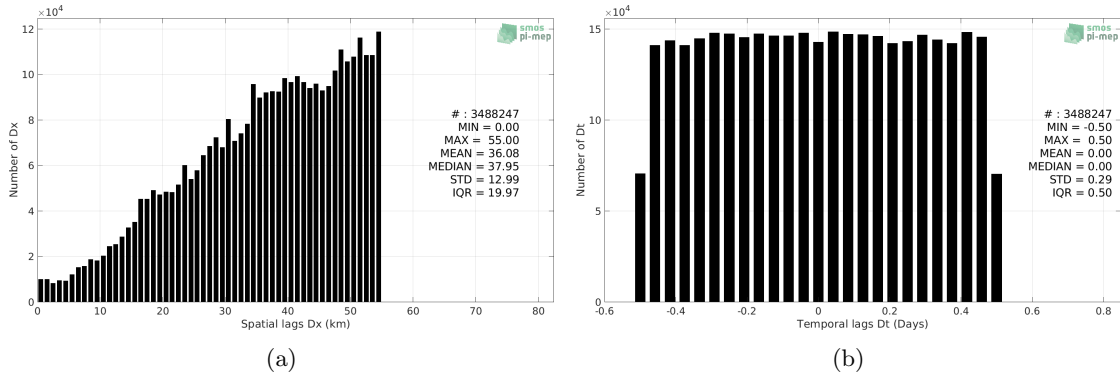 ×10⁴
12
10
8
6
4
2
0
Number of Dx
0 10 20 30 40 50 60 70 80
Spatial lags Dx (km)
smos
pi-mep
# : 3488247
MIN = 0.00
MAX = 55.00
MEAN = 36.08
MEDIAN = 37.95
STD = 12.99
IQR = 19.97
(a)
×10⁴
15
10
5
0
Number of Dt
-0.6 -0.4 -0.2 0 0.2 0.4 0.6 0.8
Temporal lags Dt (Days)
smos
pi-mep
# : 3488247
MIN = -0.50
MAX = 0.50
MEAN = 0.00
MEDIAN = 0.00
STD = 0.29
IQR = 0.50
(b)